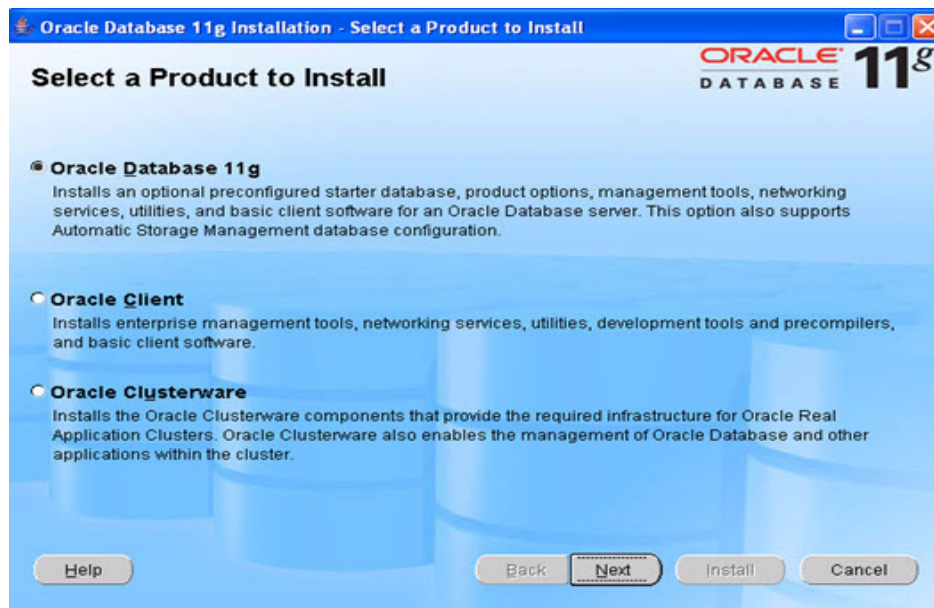 Oracle Database 11g Installation - Select a Product to Install
Select a Product to Install
ORACLE
DATABASE
11g
Oracle Database 11g
Installs an optional preconfigured starter database, product options, management tools, networking
services, utilities, and basic client software for an Oracle Database server. This option also supports
Automatic Storage Management database configuration.
Oracle Client
Installs enterprise management tools, networking services, utilities, development tools and precompilers,
and basic client software.
Oracle Clusterware
Installs the Oracle Clusterware components that provide the required infrastructure for Oracle Real
Application Clusters. Oracle Clusterware also enables the management of Oracle Database and other
applications within the cluster.
Help Back Next Install Cancel